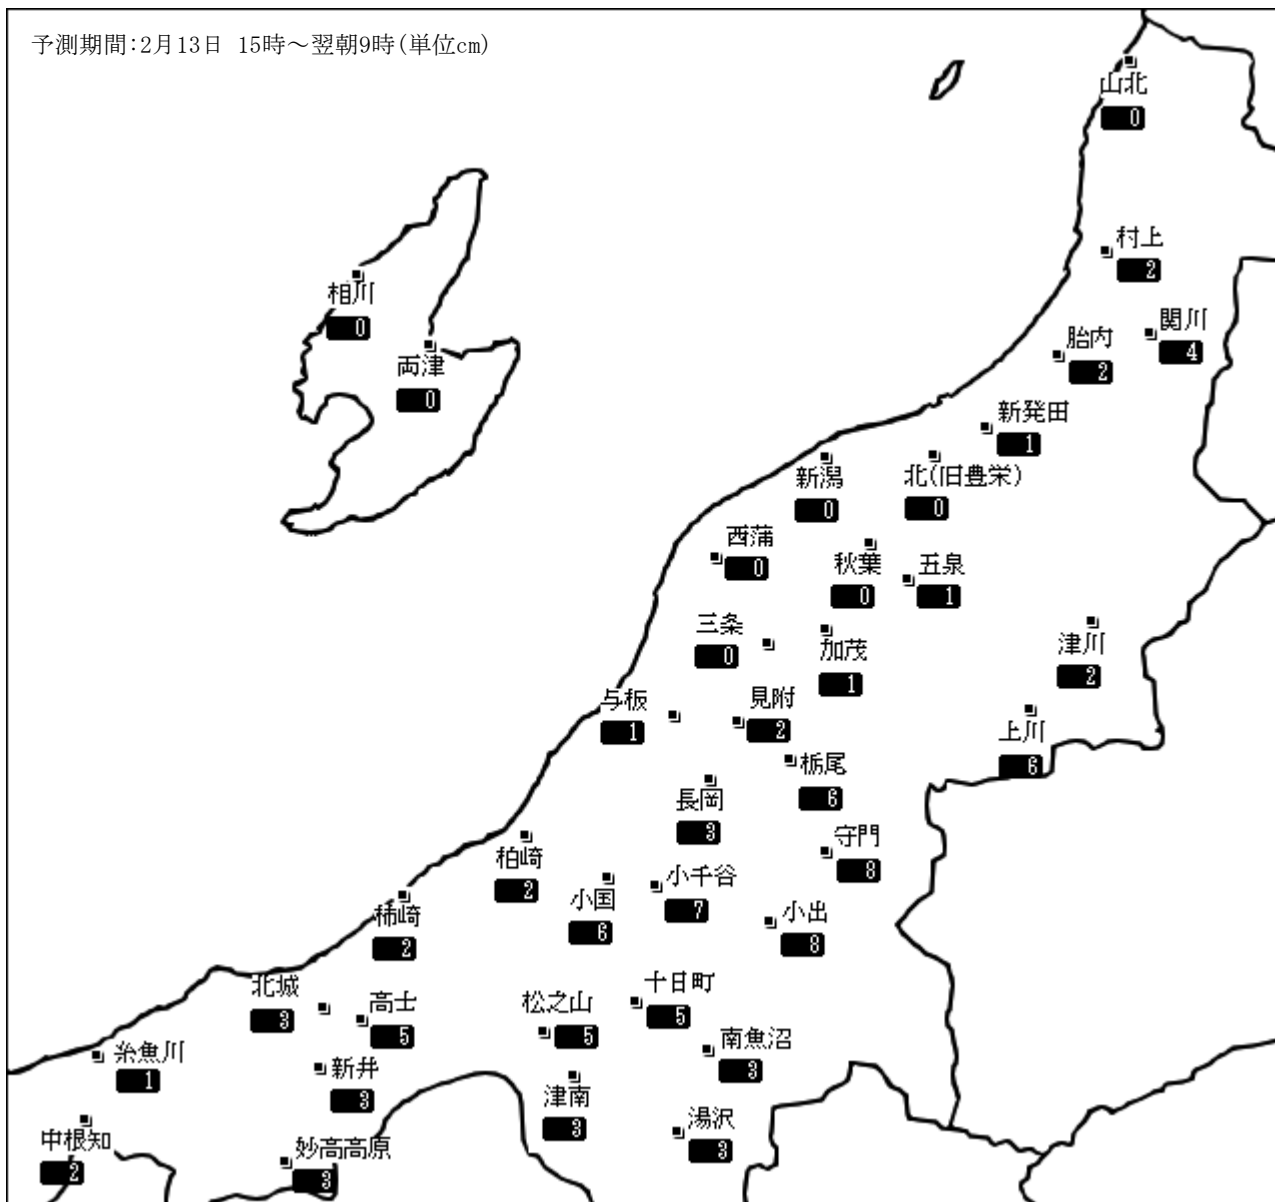 予測期間:2月13日 15時～翌朝9時(単位cm)
山北
0
村上
2
相川
0
関川
4
胎内
2
両津
0
新発田
1
新潟
0
北(旧豊栄)
0
西蒲
0
秋葉
0
五泉
1
三条
0
加茂
1
津川
2
与板
1
見附
2
上川
6
栃尾
6
長岡
3
守門
8
柏崎
2
小国
6
小千谷
7
小出
8
柿崎
2
北城
3
高士
5
松之山
5
十日町
5
南魚沼
3
糸魚川
1
新井
3
津南
3
湯沢
3
中根知
2
妙高高原
3